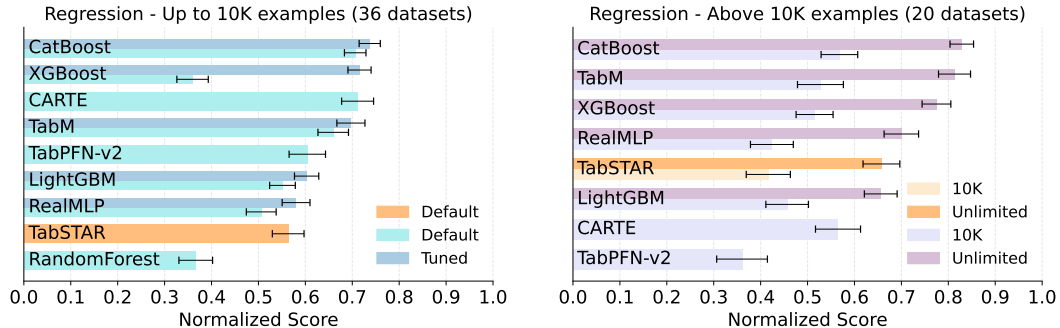 Regression - Up to 10K examples (36 datasets)
CatBoost
XGBoost
CARTE
TabM
TabPFN-v2
LightGBM
RealMLP
TabSTAR
RandomForest
Default
Default
Tuned
0.0 0.1 0.2 0.3 0.4 0.5 0.6 0.7 0.8 0.9 1.0
Normalized Score
Regression - Above 10K examples (20 datasets)
CatBoost
TabM
XGBoost
RealMLP
TabSTAR
LightGBM
CARTE
TabPFN-v2
10K
Unlimited
10K
Unlimited
0.0 0.1 0.2 0.3 0.4 0.5 0.6 0.7 0.8 0.9 1.0
Normalized Score